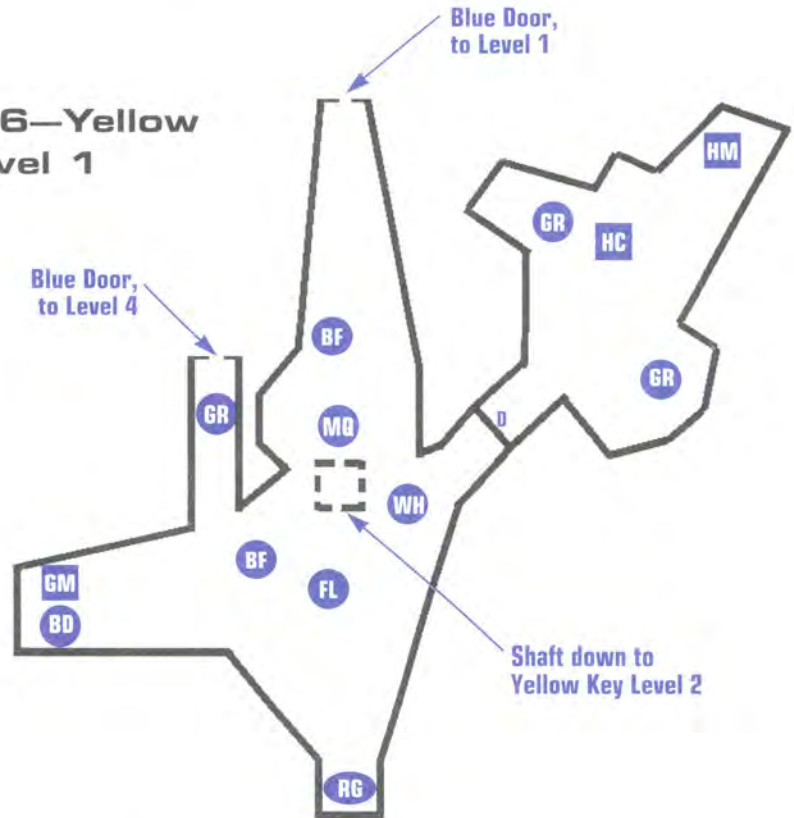 Blue Door,
to Level 1
6—Yellow
vel 1
HM
GR
HC
Blue Door,
to Level 4
BF
GR
GR
MQ
D
WH
BF
GM
FL
BD
Shaft down to
Yellow Key Level 2
RG